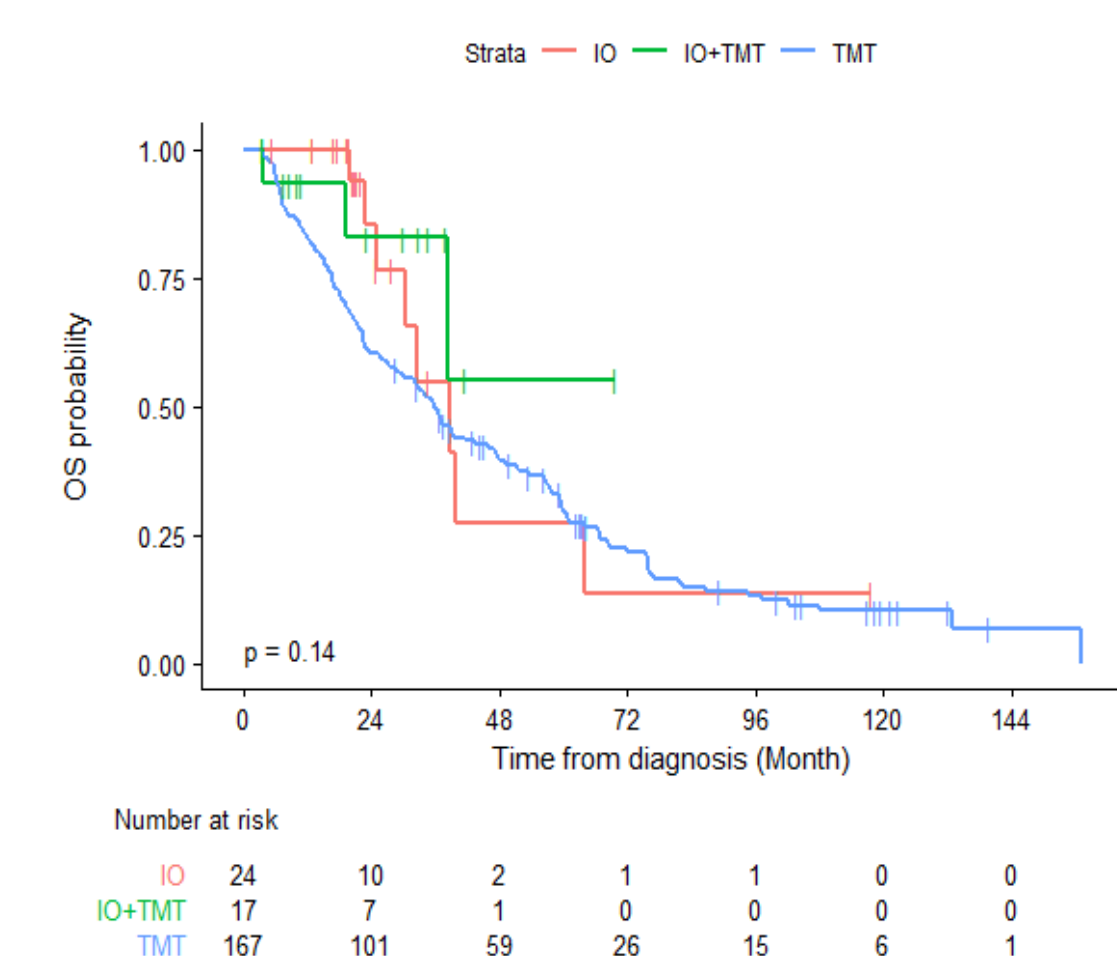 Strata IO IO+TMT TMT
1.00
0.75
0.50
0.25
0.00
OS probability
p = 0.14
0 24 48 72 96 120 144
Time from diagnosis (Month)
Number at risk
IO 24 10 2 1 1 0 0
IO+TMT 17 7 1 0 0 0 0
TMT 167 101 59 26 15 6 1